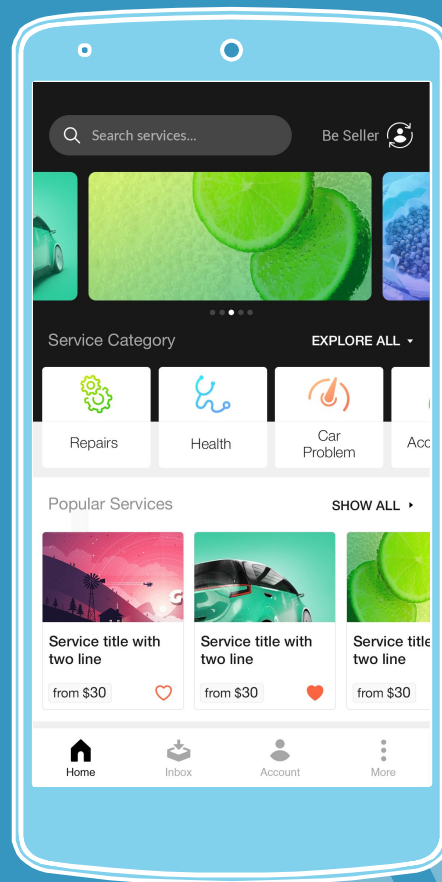 Search services...
Be Seller
Service Category
EXPLORE ALL
Repairs
Health
Car
Problem
Acc
Popular Services
SHOW ALL
Service title with
two line
from $30
Service title with
two line
from $30
Service title
two line
from $30
Home
Inbox
Account
More